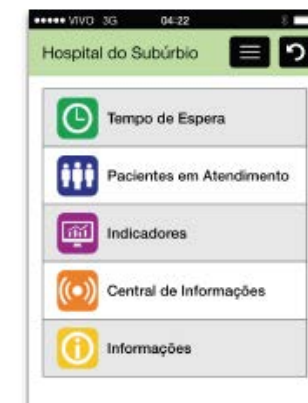 VIVO 3G 04:22
Hospital do Subúrbio
Tempo de Espera
Pacientes em Atendimento
Indicadores
Central de Informações
Informações